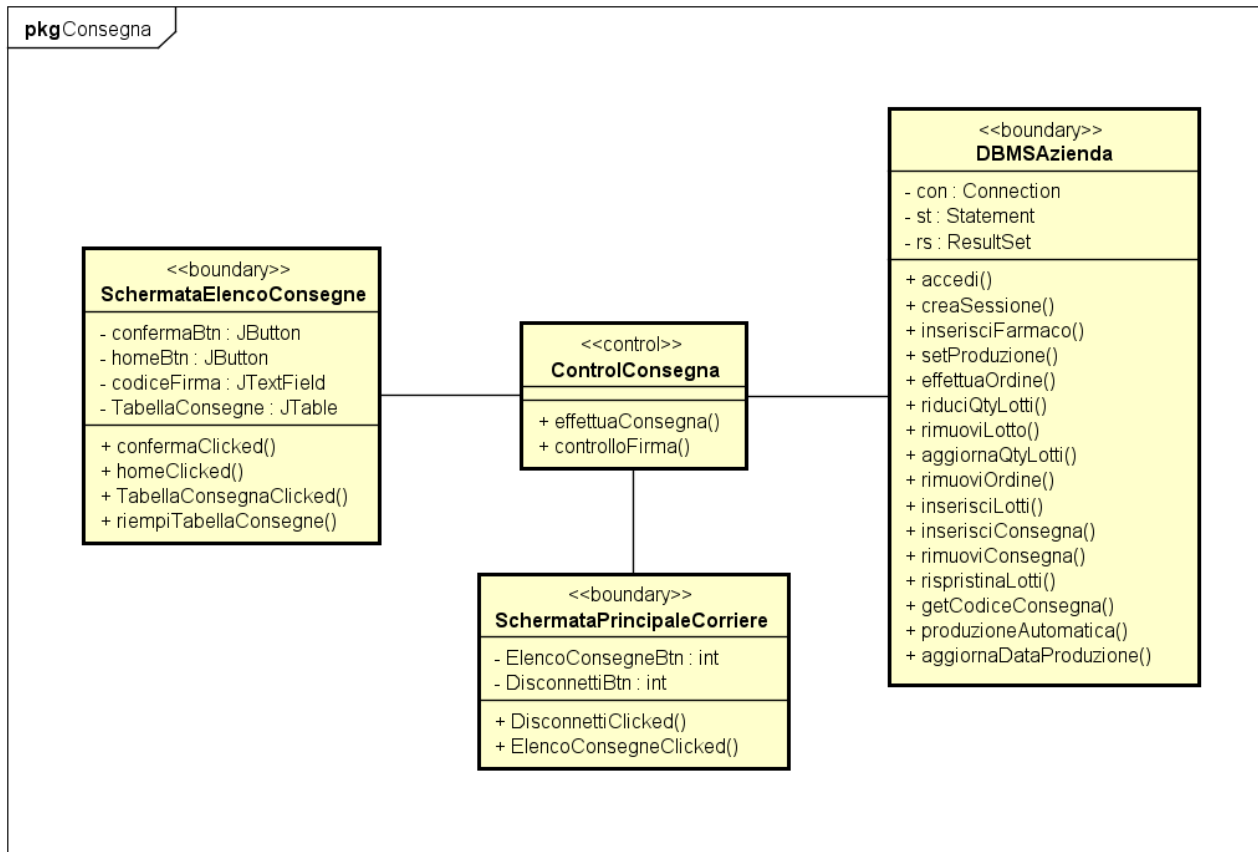 pkg Consegna
<<boundary>>
SchermataElencoConsegne
- confermaBtn : JButton
- homeBtn : JButton
- codiceFirma : JTextField
- TabellaConsegne : JTable
+ confermaClicked()
+ homeClicked()
+ TabellaConsegnaClicked()
+ riempiTabellaConsegne()
<<control>>
ControlConsegna
+ effettuaConsegna()
+ controlloFirma()
<<boundary>>
SchermataPrincipaleCorriere
- ElencoConsegneBtn : int
- DisconnettiBtn : int
+ DisconnettiClicked()
+ ElencoConsegneClicked()
<<boundary>>
DBMSAzienda
- con : Connection
- st : Statement
- rs : ResultSet
+ accedi()
+ creaSessione()
+ inserisciFarmaco()
+ setProduzione()
+ effettuaOrdine()
+ riduciQtyLotti()
+ rimuoviLotto()
+ aggiornaQtyLotti()
+ rimuoviOrdine()
+ inserisciLotti()
+ inserisciConsegna()
+ rimuoviConsegna()
+ rispristinaLotti()
+ getCodiceConsegna()
+ produzioneAutomatica()
+ aggiornaDataProduzione()